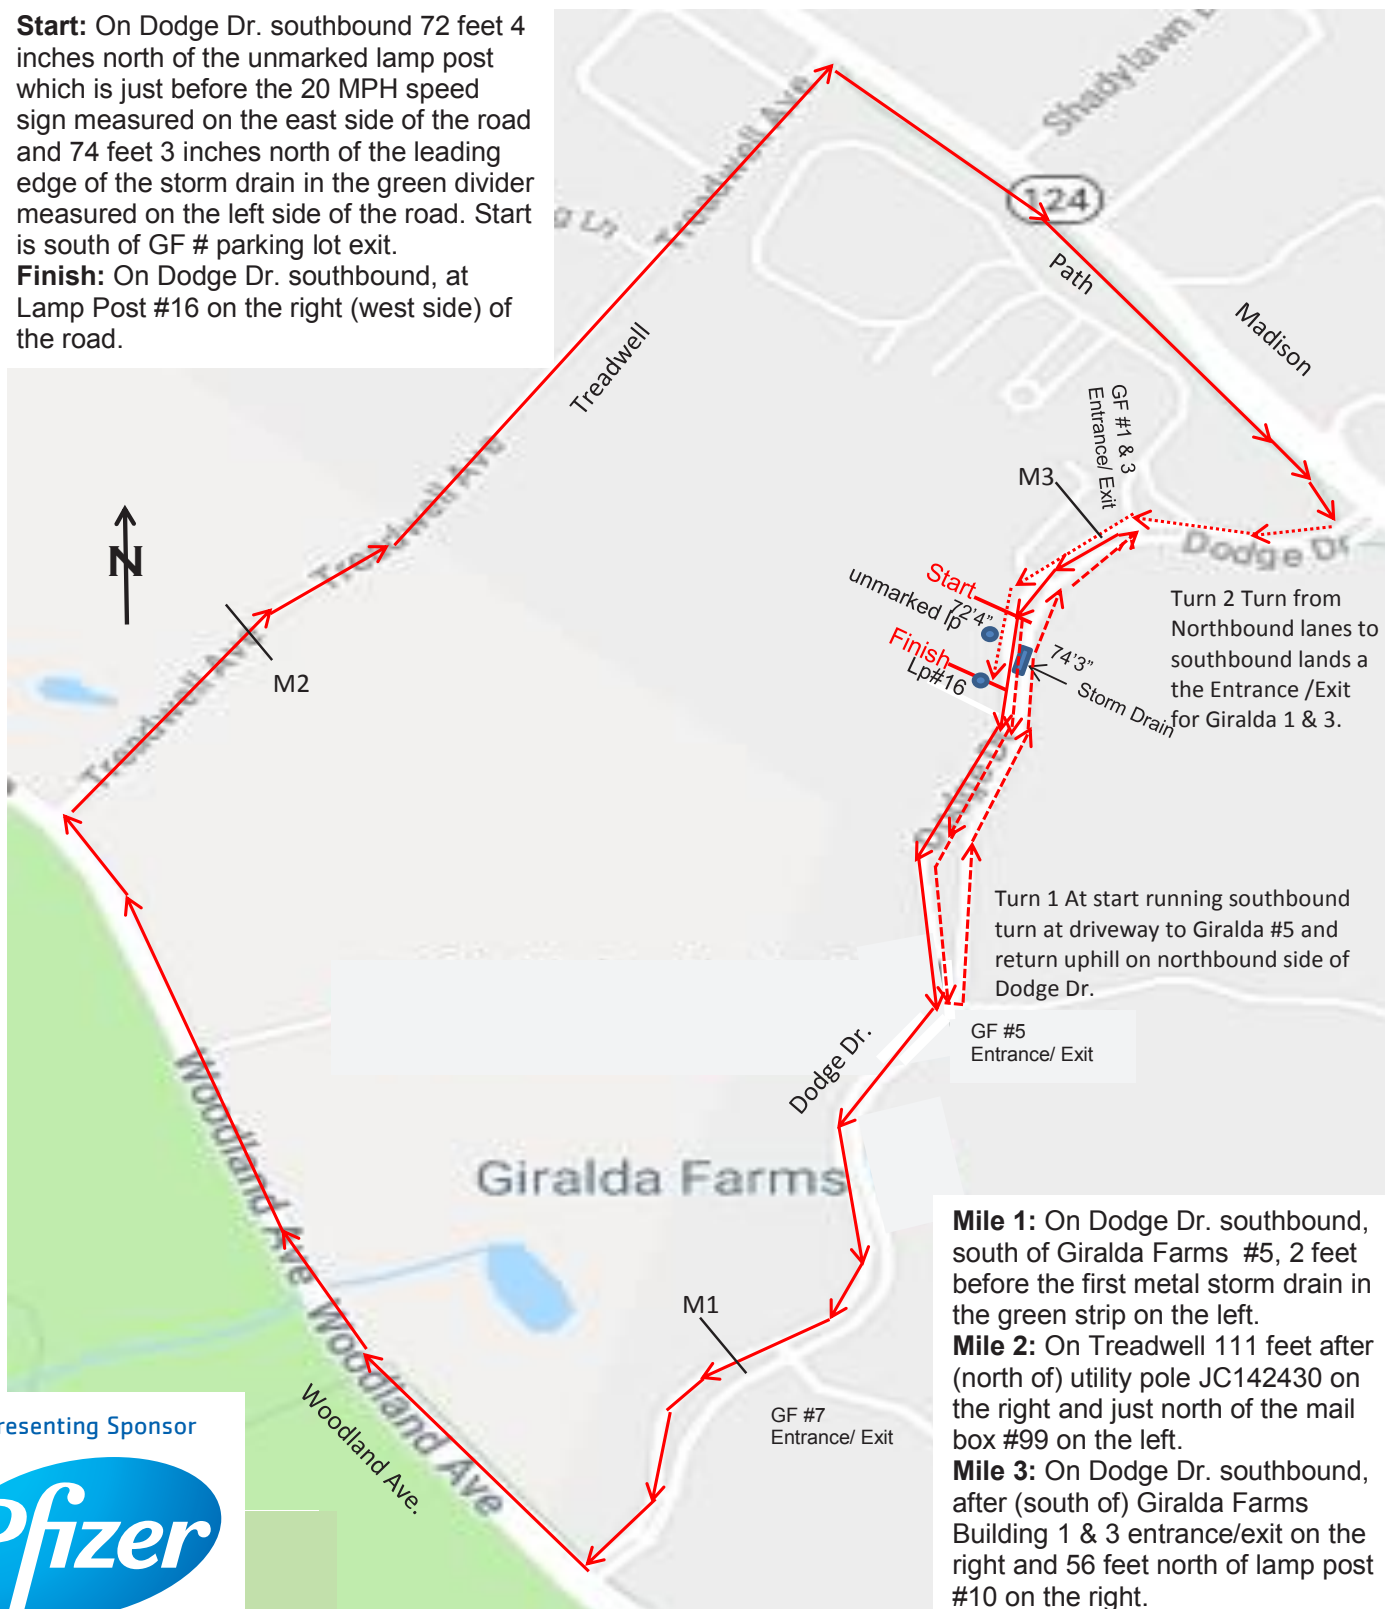 Start: On Dodge Dr. southbound 72 feet 4
inches north of the unmarked lamp post
which is just before the 20 MPH speed
sign measured on the east side of the road
and 74 feet 3 inches north of the leading
edge of the storm drain in the green divider
measured on the left side of the road. Start
is south of GF # parking lot exit.
Finish: On Dodge Dr. southbound, at
Lamp Post #16 on the right (west side) of
the road.
Shadylawn
Treadwell Ave
g Ln
124
Path
Madison
Treadwell
GF #1 & 3
Entrance/ Exit
M3
Treadwell Ave
N
Dodge Dr
Start
unmarked lp
72'4"
Finish
Lp#16
74'3"
Storm Drain
Turn 2 Turn from
Northbound lanes to
southbound lands a
the Entrance /Exit
for Giralda 1 & 3.
M2
Treadwell Ave
Dodge Dr
Turn 1 At start running southbound
turn at driveway to Giralda #5 and
return uphill on northbound side of
Dodge Dr.
GF #5
Entrance/ Exit
Dodge Dr.
Woodland Ave
Giralda Farms
M1
Woodland Ave
Woodland Ave.
GF #7
Entrance/ Exit
Mile 1: On Dodge Dr. southbound,
south of Giralda Farms #5, 2 feet
before the first metal storm drain in
the green strip on the left.
Mile 2: On Treadwell 111 feet after
(north of) utility pole JC142430 on
the right and just north of the mail
box #99 on the left.
Mile 3: On Dodge Dr. southbound,
after (south of) Giralda Farms
Building 1 & 3 entrance/exit on the
right and 56 feet north of lamp post
#10 on the right.
resenting Sponsor
Pfizer